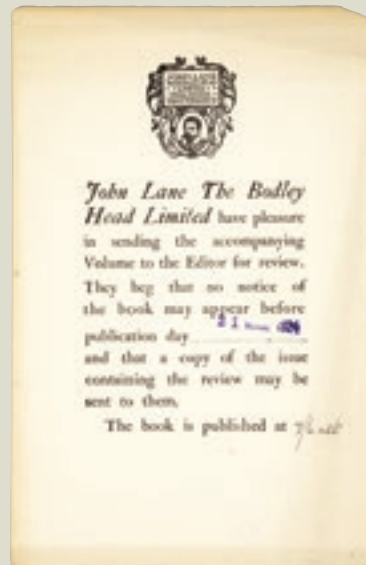 John Lane The Bodley
Head Limited have pleasure
in sending the accompanying
Volume to the Editor for review.
They beg that no notice of
the book may appear before
publication day
and that a copy of the issue
containing the review may be
sent to them.
The book is published at